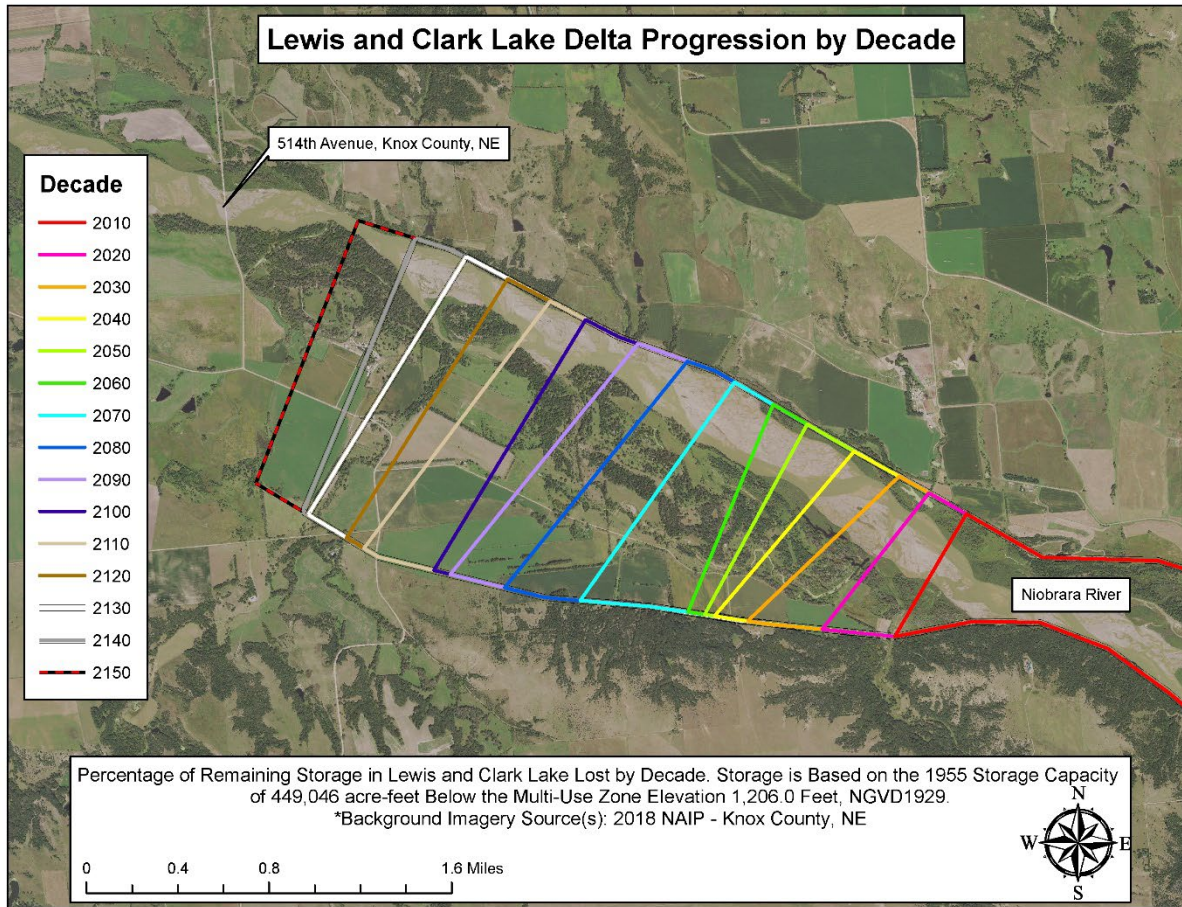 Lewis and Clark Lake Delta Progression by Decade
514th Avenue, Knox County, NE
Decade
2010
2020
2030
2040
2050
2060
2070
2080
2090
2100
2110
2120
2130
2140
2150
Niobrara River
Percentage of Remaining Storage in Lewis and Clark Lake Lost by Decade. Storage is Based on the 1955 Storage Capacity
of 449,046 acre-feet Below the Multi-Use Zone Elevation 1,206.0 Feet, NGVD1929.
*Background Imagery Source(s): 2018 NAIP - Knox County, NE
0 0.4 0.8 1.6 Miles
N
W E
S